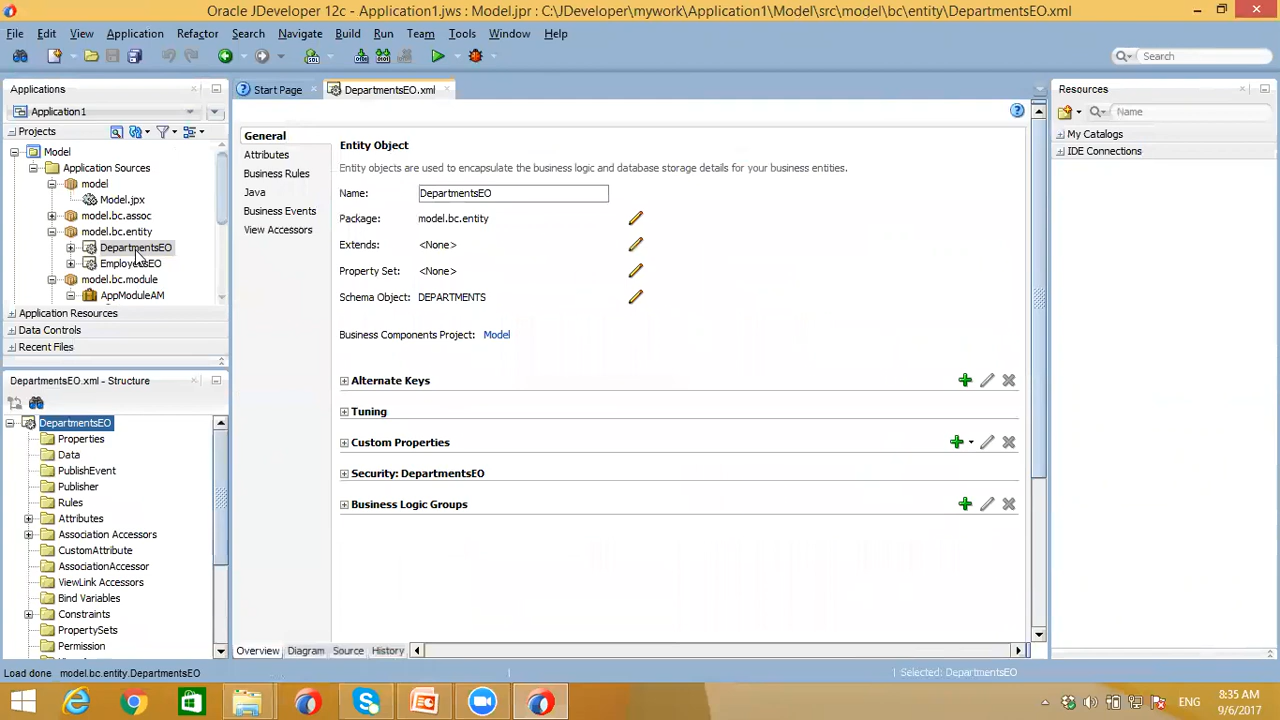 Oracle JDeveloper 12c - Application1.jws : Model.jpr : C:\JDeveloper\mywork\Application1\Model\src\model\bc\entity\DepartmentsEO.xml
File Edit View Application Refactor Search Navigate Build Run Team Tools Window Help
Search
Applications
Application1
Projects
Model
Application Sources
model
Model.jpx
model.bc.assoc
model.bc.entity
DepartmentsEO
model.bc.module
AppModuleAM
Application Resources
Data Controls
Recent Files
DepartmentsEO.xml - Structure
DepartmentsEO
Properties
Data
PublishEvent
Publisher
Rules
Attributes
Association Accessors
CustomAttribute
AssociationAccessor
ViewLink Accessors
Bind Variables
Constraints
PropertySets
Permission
Start Page
DepartmentsEO.xml
General
Attributes
Business Rules
Java
Business Events
View Accessors
Entity Object
Entity objects are used to encapsulate the business logic and database storage details for your business entities.
Name: DepartmentsEO
Package: model.bc.entity
Extends: <None>
Property Set: <None>
Schema Object: DEPARTMENTS
Business Components Project: Model
Alternate Keys
Tuning
Custom Properties
Security: DepartmentsEO
Business Logic Groups
Overview Diagram Source History
Resources
Name
My Catalogs
IDE Connections
Load done model.bc.entity.DepartmentsEO
Selected: DepartmentsEO
ENG
8:35 AM
9/6/2017